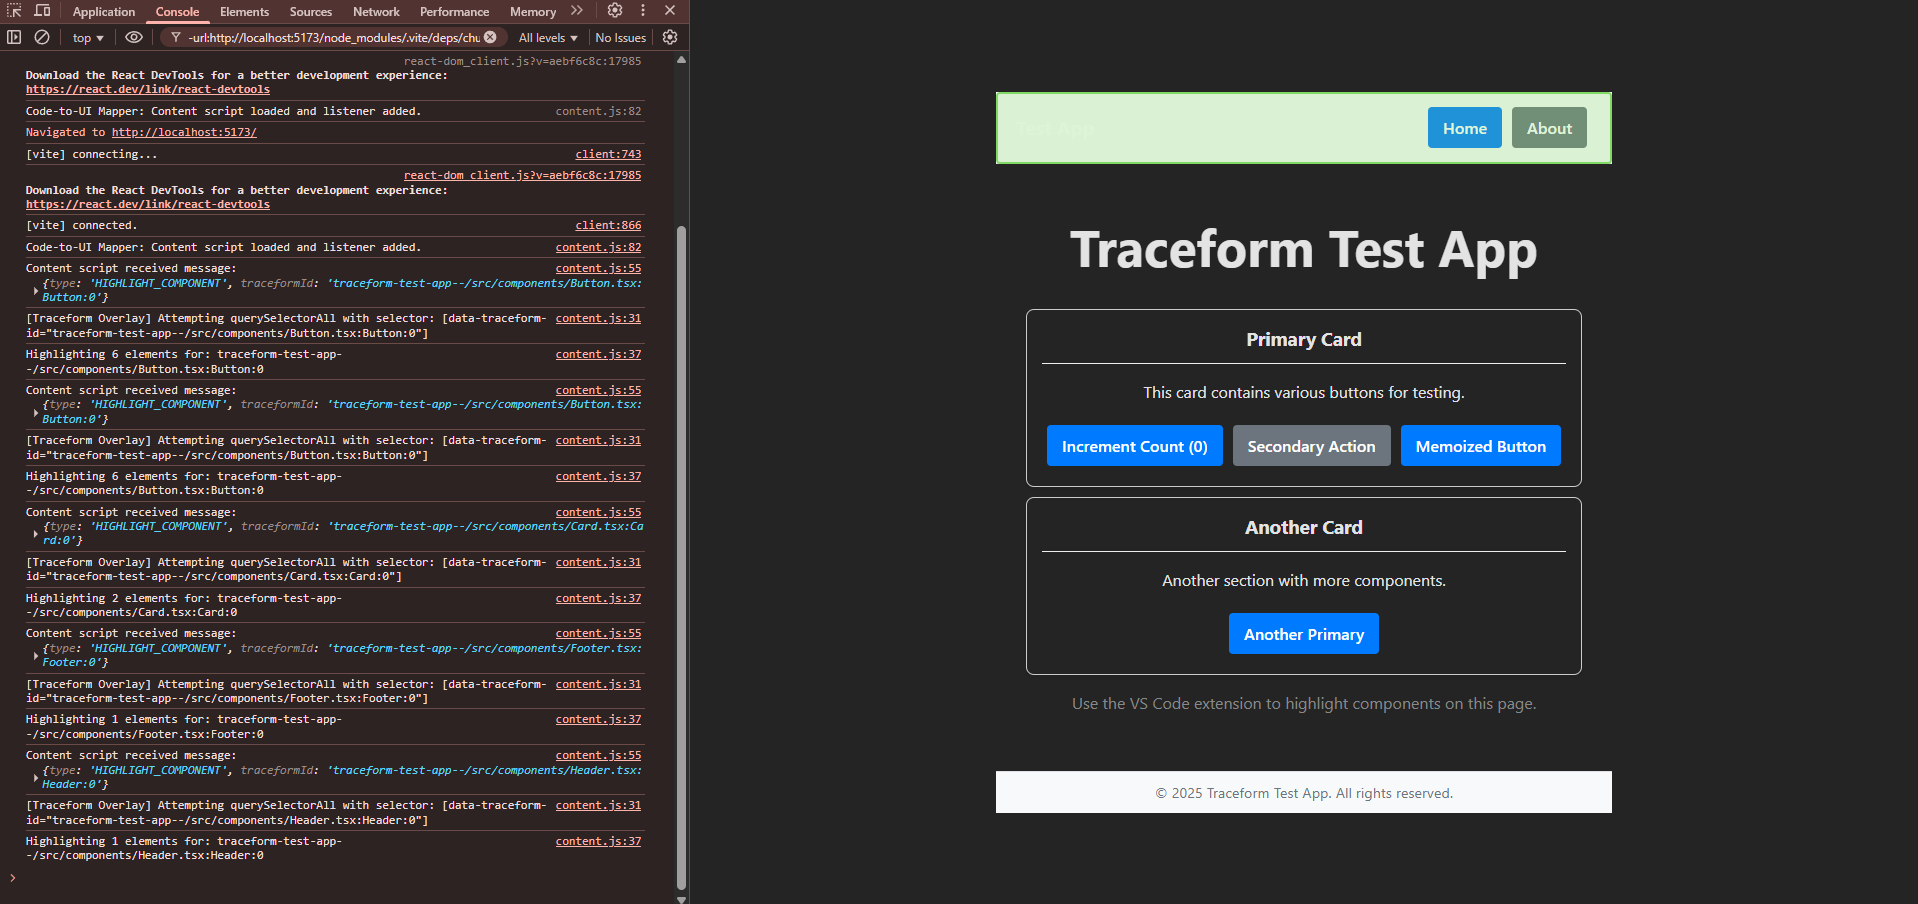 Application Console Elements Sources Network Performance Memory
top -url:http://localhost:5173/node_modules/.vite/deps/chu All levels No Issues
react-dom_client.js?v=aebf6c8c:17985
Download the React DevTools for a better development experience:
https://react.dev/link/react-devtools
Code-to-UI Mapper: Content script loaded and listener added. content.js:82
Navigated to http://localhost:5173/
[vite] connecting... client:743
react-dom_client.js?v=aebf6c8c:17985
Download the React DevTools for a better development experience:
https://react.dev/link/react-devtools
[vite] connected. client:866
Code-to-UI Mapper: Content script loaded and listener added. content.js:82
Content script received message: content.js:55
{type: 'HIGHLIGHT_COMPONENT', traceformId: 'traceform-test-app--/src/components/Button.tsx:
Button:0'}
[Traceform Overlay] Attempting querySelectorAll with selector: [data-traceform- content.js:31
id="traceform-test-app--/src/components/Button.tsx:Button:0"]
Highlighting 6 elements for: traceform-test-app- content.js:37
-/src/components/Button.tsx:Button:0
Content script received message: content.js:55
{type: 'HIGHLIGHT_COMPONENT', traceformId: 'traceform-test-app--/src/components/Button.tsx:
Button:0'}
[Traceform Overlay] Attempting querySelectorAll with selector: [data-traceform- content.js:31
id="traceform-test-app--/src/components/Button.tsx:Button:0"]
Highlighting 6 elements for: traceform-test-app- content.js:37
-/src/components/Button.tsx:Button:0
Content script received message: content.js:55
{type: 'HIGHLIGHT_COMPONENT', traceformId: 'traceform-test-app--/src/components/Card.tsx:Ca
rd:0'}
[Traceform Overlay] Attempting querySelectorAll with selector: [data-traceform- content.js:31
id="traceform-test-app--/src/components/Card.tsx:Card:0"]
Highlighting 2 elements for: traceform-test-app- content.js:37
-/src/components/Card.tsx:Card:0
Content script received message: content.js:55
{type: 'HIGHLIGHT_COMPONENT', traceformId: 'traceform-test-app--/src/components/Footer.tsx:
Footer:0'}
[Traceform Overlay] Attempting querySelectorAll with selector: [data-traceform- content.js:31
id="traceform-test-app--/src/components/Footer.tsx:Footer:0"]
Highlighting 1 elements for: traceform-test-app- content.js:37
-/src/components/Footer.tsx:Footer:0
Content script received message: content.js:55
{type: 'HIGHLIGHT_COMPONENT', traceformId: 'traceform-test-app--/src/components/Header.tsx:
Header:0'}
[Traceform Overlay] Attempting querySelectorAll with selector: [data-traceform- content.js:31
id="traceform-test-app--/src/components/Header.tsx:Header:0"]
Highlighting 1 elements for: traceform-test-app- content.js:37
-/src/components/Header.tsx:Header:0
Test App Home About
Traceform Test App
Primary Card
This card contains various buttons for testing.
Increment Count (0) Secondary Action Memoized Button
Another Card
Another section with more components.
Another Primary
Use the VS Code extension to highlight components on this page.
© 2025 Traceform Test App. All rights reserved.